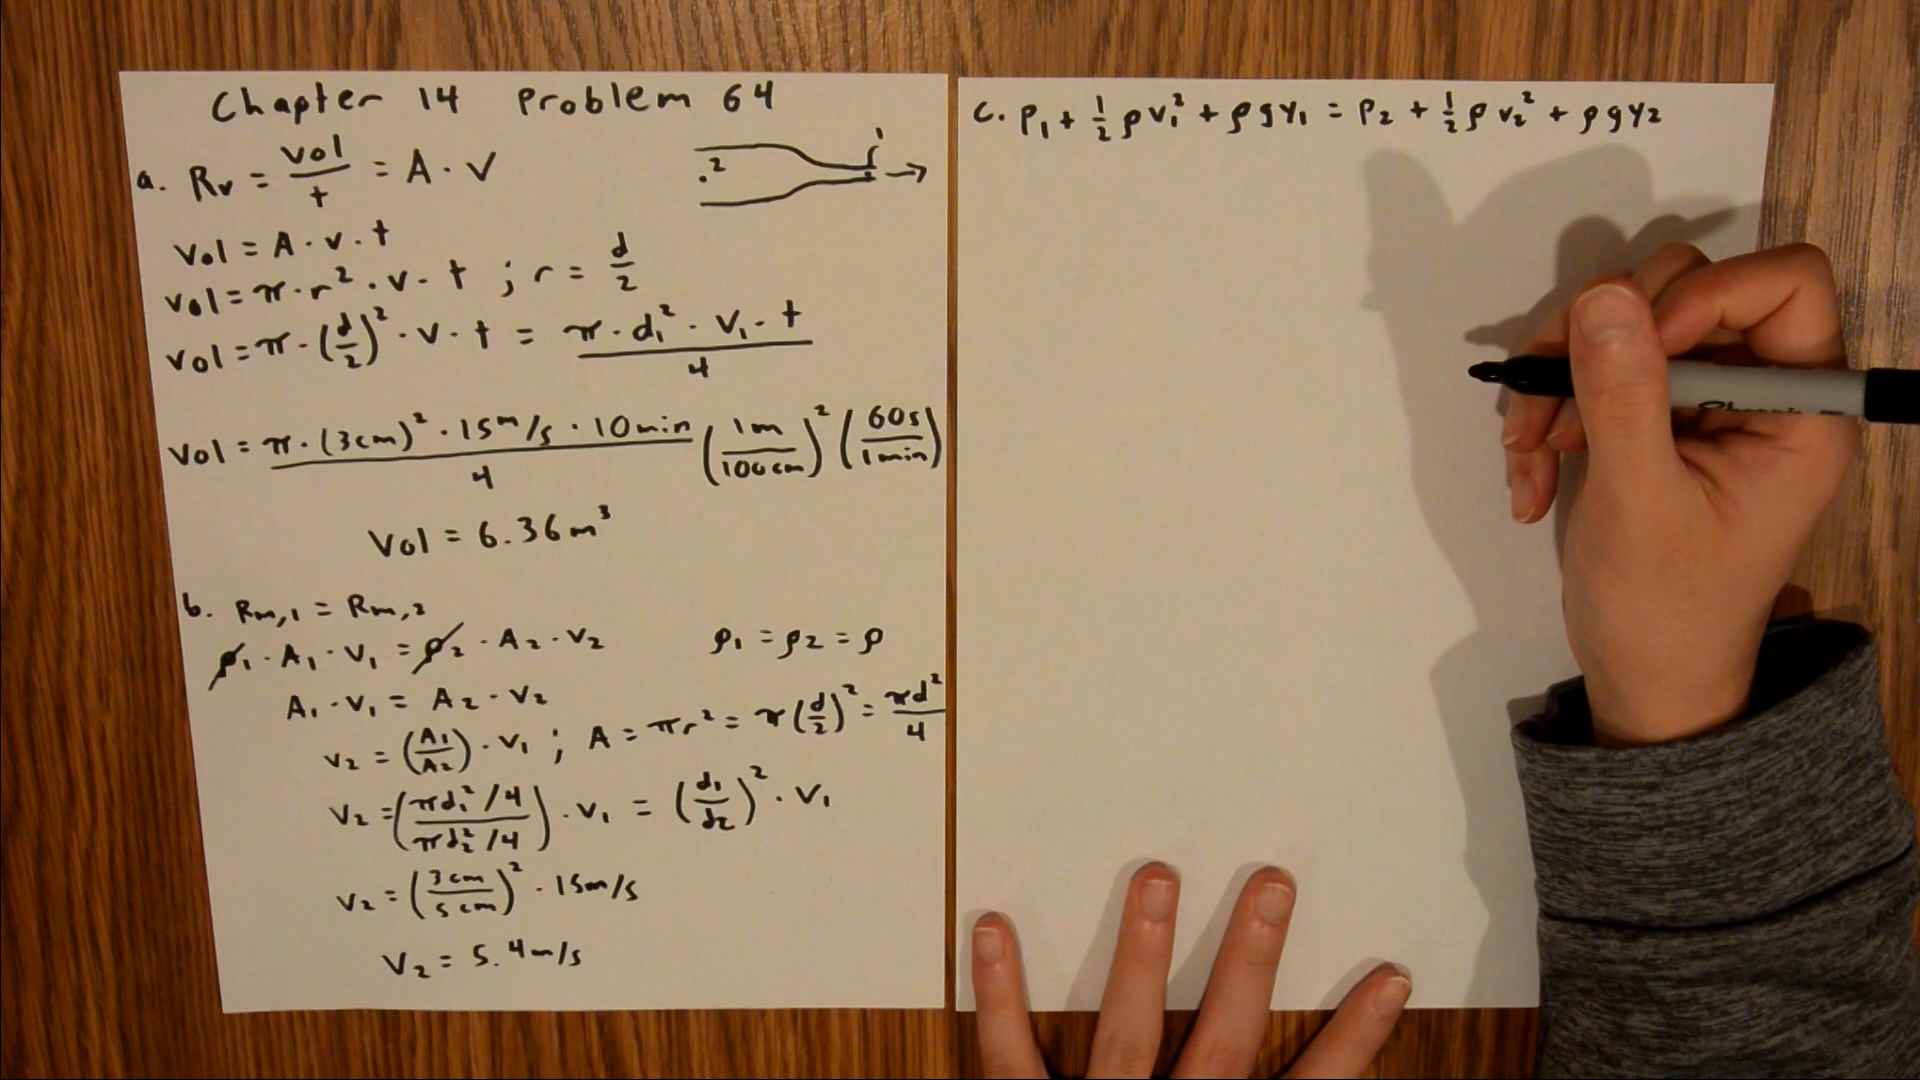 Chapter 14 Problem 64
a. Rv = vol/t = A · v
2
1
vol = A · v · t
vol = π · r² · v · t ; r = d/2
vol = π · (d/2)² · v · t = π · d₁² · v₁ · t / 4
vol = π · (3cm)² · 15 m/s · 10min / 4 (1m/100cm)² (60s/1min)
Vol = 6.36m³
b. Rm,1 = Rm,2
ρ₁ · A₁ · v₁ = ρ₂ · A₂ · v₂ ρ₁ = ρ₂ = ρ
A₁ · v₁ = A₂ · v₂
v₂ = (A₁/A₂) · v₁ ; A = πr² = π(d/2)² = πd²/4
v₂ = (πd₁²/4 / πd₂²/4) · v₁ = (d₁/d₂)² · v₁
v₂ = (3cm/5cm)² · 15m/s
v₂ = 5.4m/s
c. P₁ + ½ρv₁² + ρgy₁ = P₂ + ½ρv₂² + ρgy₂